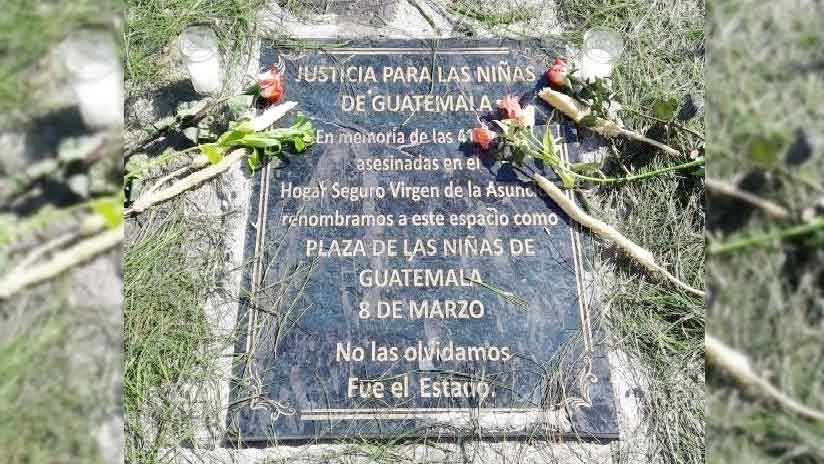 JUSTICIA PARA LAS NIÑAS
DE GUATEMALA
En memoria de las 41
asesinadas en el
Hogar Seguro Virgen de la
renombramos a este espacio como
PLAZA DE LAS NIÑAS DE
GUATEMALA
8 DE MARZO
No las olvidamos
Fue el Estado.